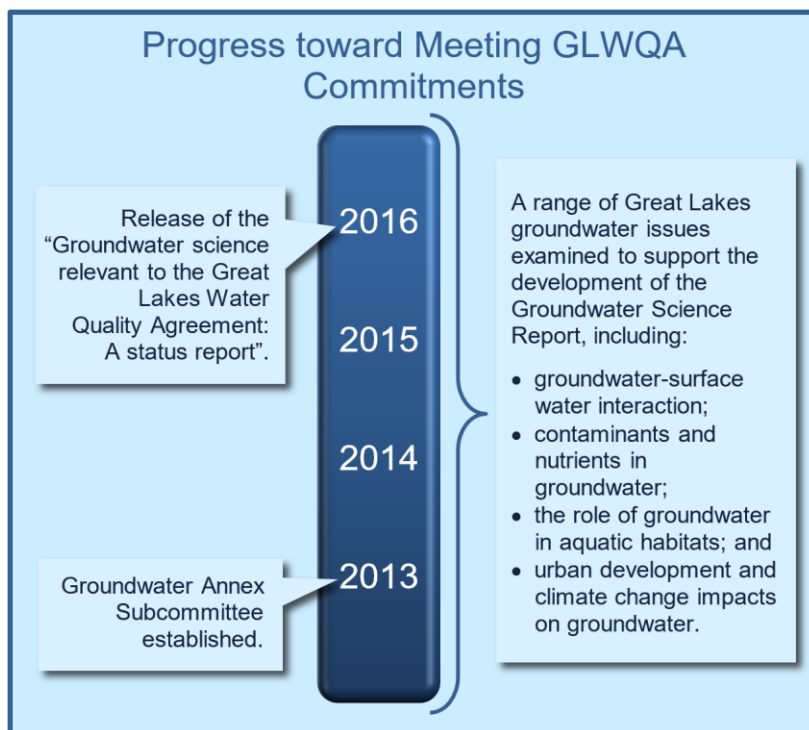 Progress toward Meeting GLWQA
Commitments
Release of the
“Groundwater science
relevant to the Great
Lakes Water
Quality Agreement:
A status report”.
2016
2015
2014
2013
Groundwater Annex
Subcommittee
established.
A range of Great Lakes
groundwater issues
examined to support the
development of the
Groundwater Science
Report, including:
• groundwater-surface
water interaction;
• contaminants and
nutrients in
groundwater;
• the role of groundwater
in aquatic habitats; and
• urban development and
climate change impacts
on groundwater.